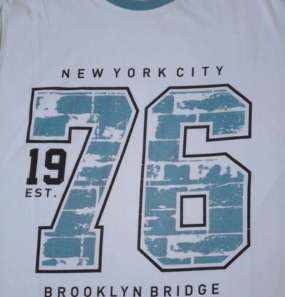 NEW YORK CITY
19 76
EST.
BROOKLYN BRIDGE